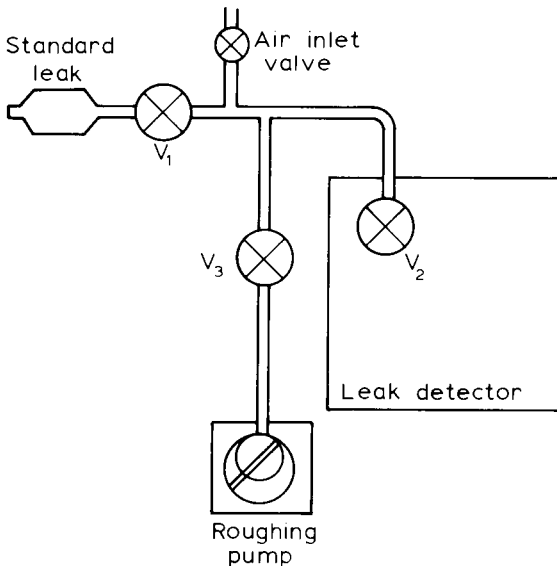 Standard
leak
Air inlet
valve
V₁
V₃
V₂
Leak detector
Roughing
pump